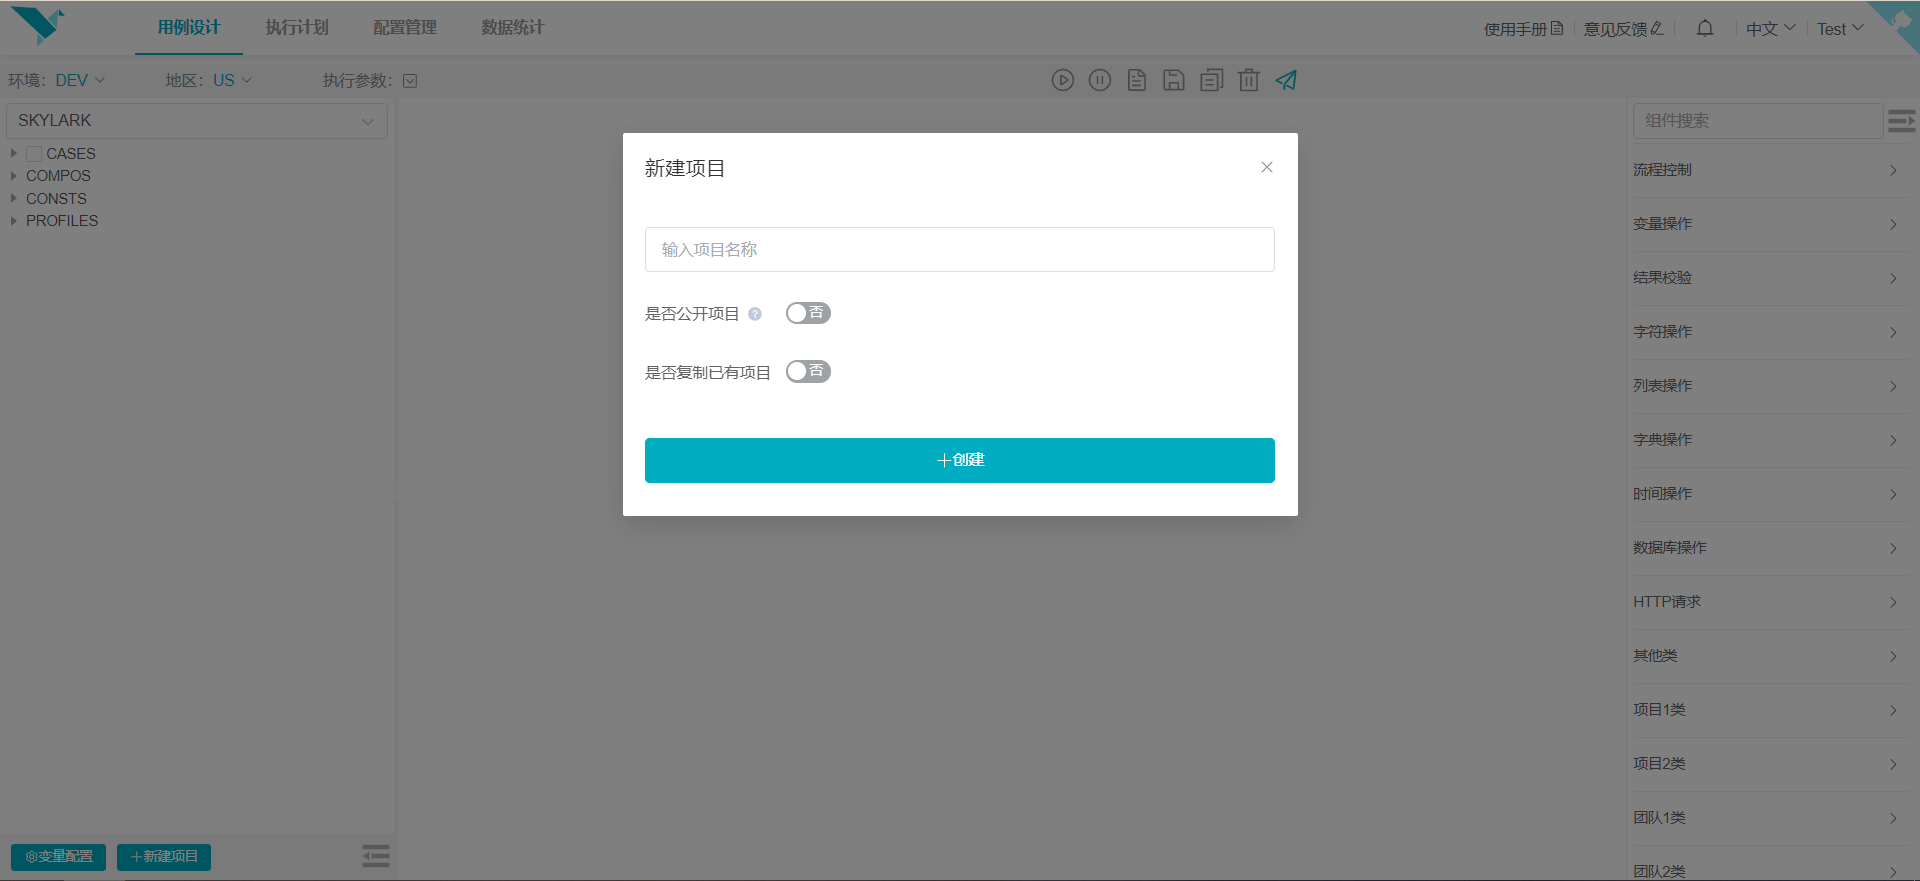 用例设计 执行计划 配置管理 数据统计 使用手册 意见反馈 中文 Test
环境: DEV 地区: US 执行参数:
SKYLARK
CASES
COMPOS
CONSTS
PROFILES
新建项目
输入项目名称
是否公开项目 ? 否
是否复制已有项目 否
+创建
组件搜索
流程控制
变量操作
结果校验
字符操作
列表操作
字典操作
时间操作
数据库操作
HTTP请求
其他类
项目1类
项目2类
团队1类
团队2类
变量配置 +新建项目